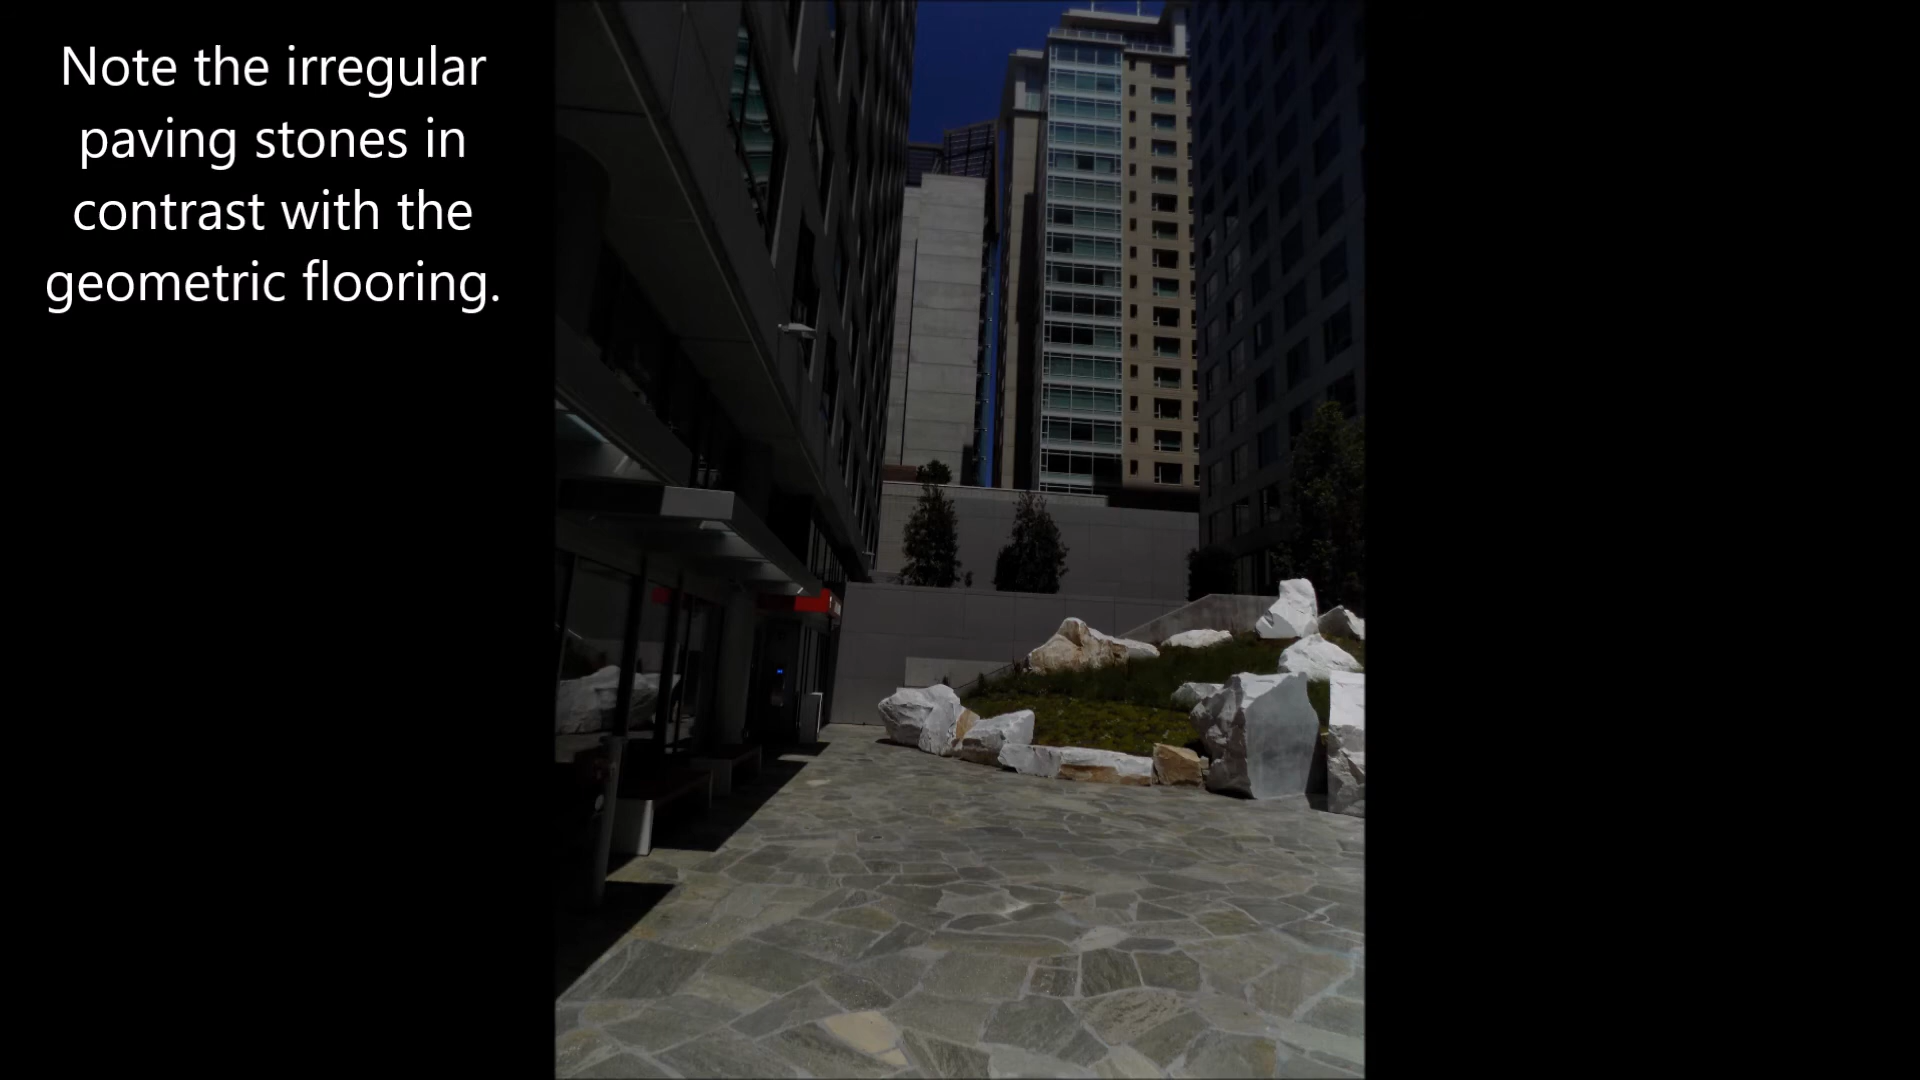 Note the irregular
paving stones in
contrast with the
geometric flooring.